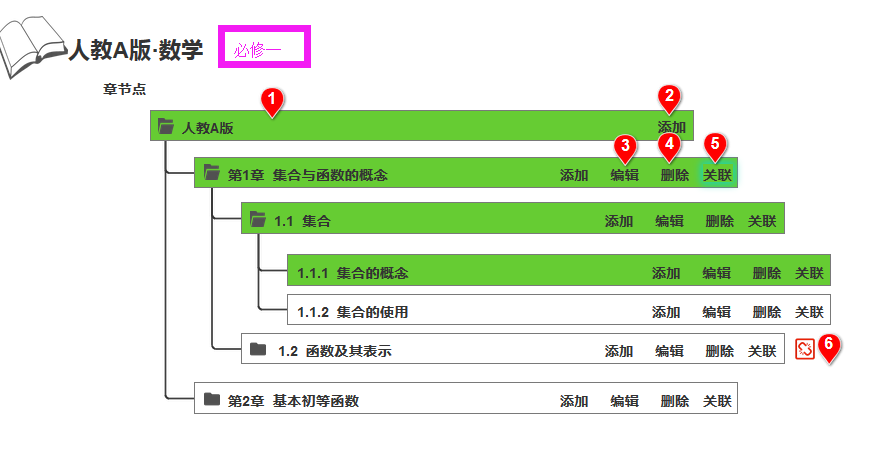 人教A版·数学 必修一
章节点
1 2
人教A版 添加
3 4 5
第1章 集合与函数的概念 添加 编辑 删除 关联
1.1 集合 添加 编辑 删除 关联
1.1.1 集合的概念 添加 编辑 删除 关联
1.1.2 集合的使用 添加 编辑 删除 关联
1.2 函数及其表示 添加 编辑 删除 关联 6
第2章 基本初等函数 添加 编辑 删除 关联